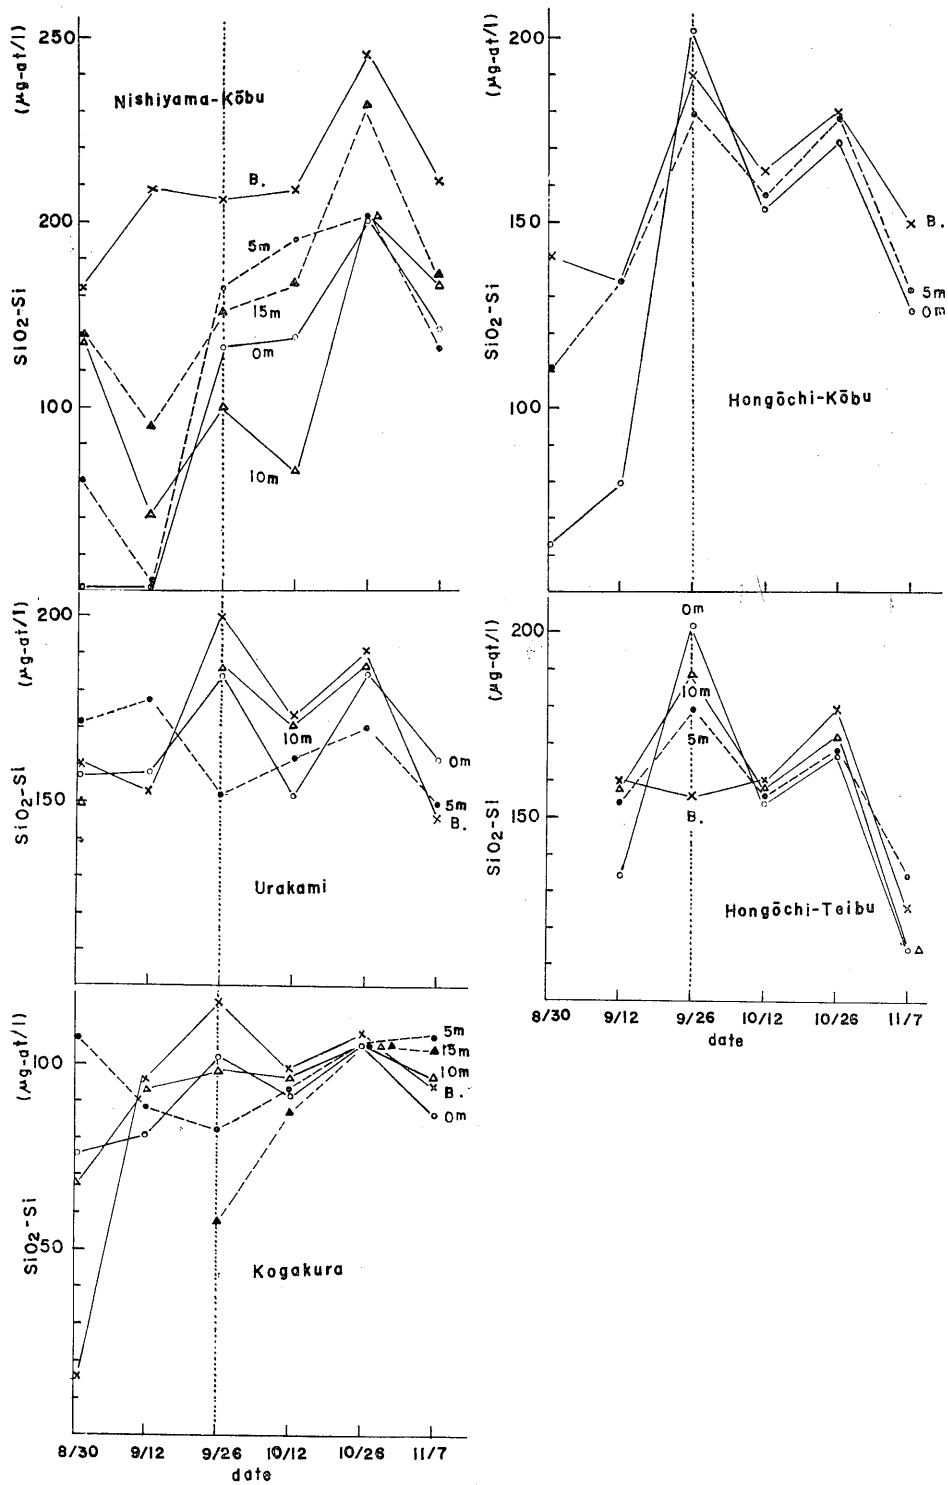 (μg-at/l)
SiO₂-Si
250
200
100
Nishiyama-Kōbu
B.
5m
15m
0m
10m
(μg-at/l)
SiO₂-Si
200
150
100
B.
5m
0m
Hongōchi-Kōbu
(μg-at/l)
SiO₂-Si
200
150
10m
0m
5m
B.
Urakami
(μg-at/l)
SiO₂-Si
200
150
0m
10m
5m
B.
Hongōchi-Teibu
8/30 9/12 9/26 10/12 10/26 11/7
date
(μg-at/l)
SiO₂-Si
100
50
5m
15m
10m
B.
0m
Kogakura
8/30 9/12 9/26 10/12 10/26 11/7
date